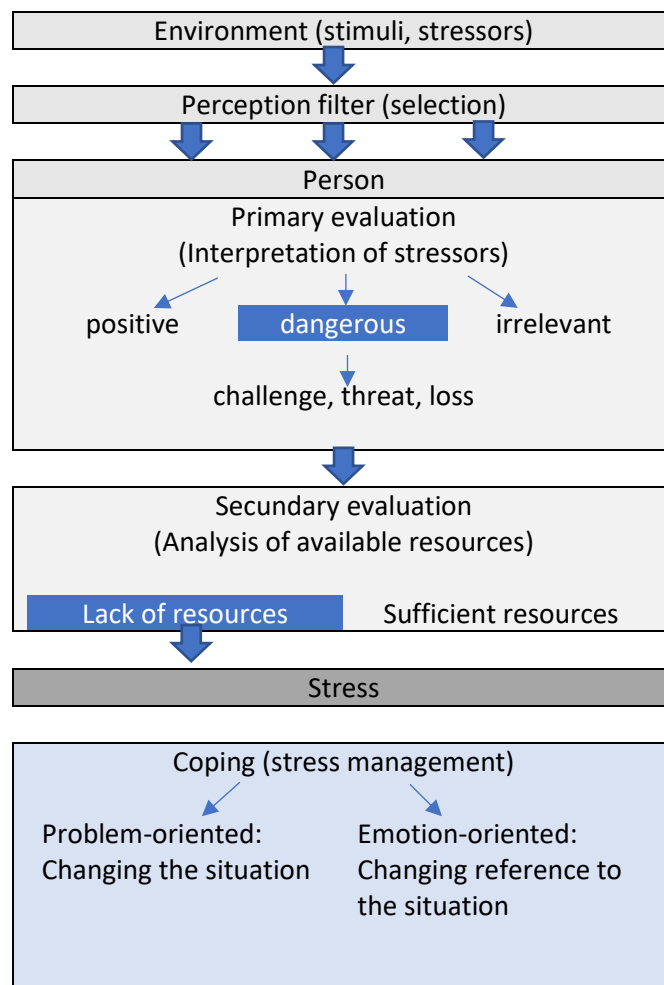 Environment (stimuli, stressors)
Perception filter (selection)
Person
Primary evaluation
(Interpretation of stressors)
positive
dangerous
irrelevant
challenge, threat, loss
Secundary evaluation
(Analysis of available resources)
Lack of resources
Sufficient resources
Stress
Coping (stress management)
Problem-oriented:
Changing the situation
Emotion-oriented:
Changing reference to
the situation